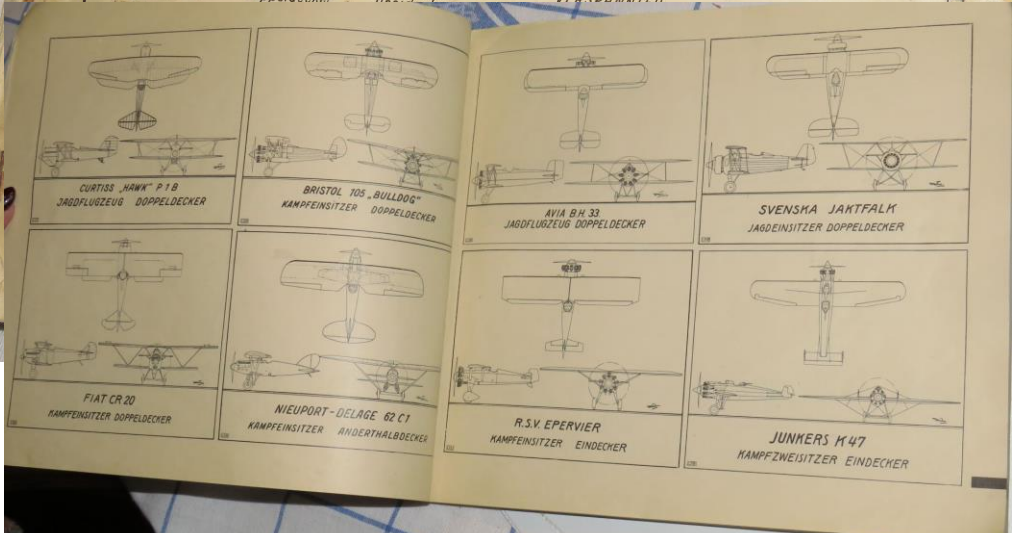 CURTISS „HAWK" P 1 B
JAGDFLUGZEUG DOPPELDECKER
BRISTOL 105 „BULLDOG"
KAMPFEINSITZER DOPPELDECKER
FIAT CR 20
KAMPFEINSITZER DOPPELDECKER
NIEUPORT-DELAGE 62 C1
KAMPFEINSITZER ANDERTHALBDECKER
AVIA B.H. 33
JAGDFLUGZEUG DOPPELDECKER
SVENSKA JAKTFALK
JAGDEINSITZER DOPPELDECKER
R.S.V. EPERVIER
KAMPFEINSITZER EINDECKER
JUNKERS K 47
KAMPFZWEISITZER EINDECKER